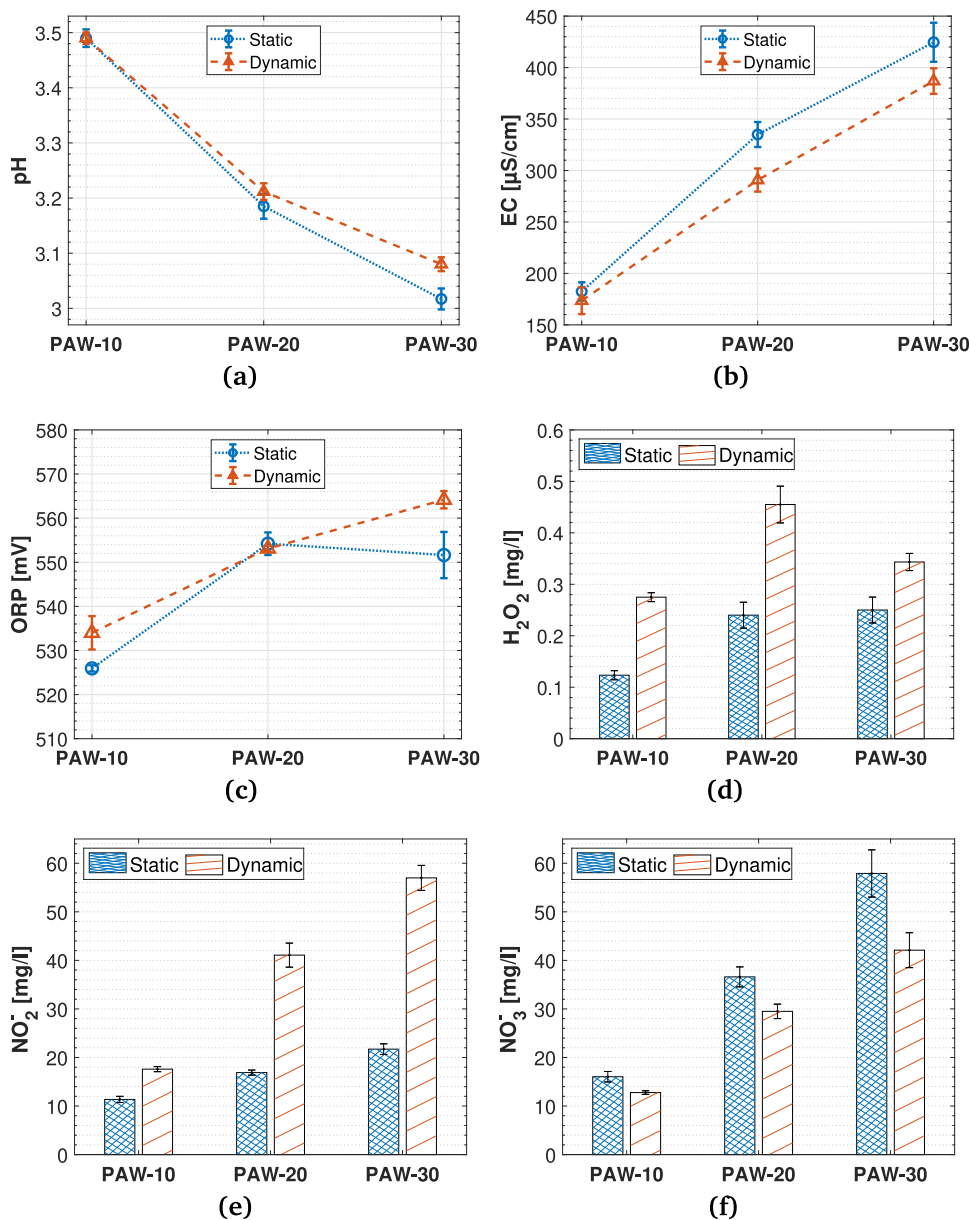 3.5
3.4
3.3
3.2
3.1
3
pH
Static
Dynamic
PAW-10 PAW-20 PAW-30
(a)
450
400
350
300
250
200
150
EC [µS/cm]
Static
Dynamic
PAW-10 PAW-20 PAW-30
(b)
580
570
560
550
540
530
520
510
ORP [mV]
Static
Dynamic
PAW-10 PAW-20 PAW-30
(c)
0.6
0.5
0.4
0.3
0.2
0.1
0
H₂O₂ [mg/l]
Static Dynamic
PAW-10 PAW-20 PAW-30
(d)
60
50
40
30
20
10
0
NO₂⁻ [mg/l]
Static Dynamic
PAW-10 PAW-20 PAW-30
(e)
60
50
40
30
20
10
0
NO₃⁻ [mg/l]
Static Dynamic
PAW-10 PAW-20 PAW-30
(f)